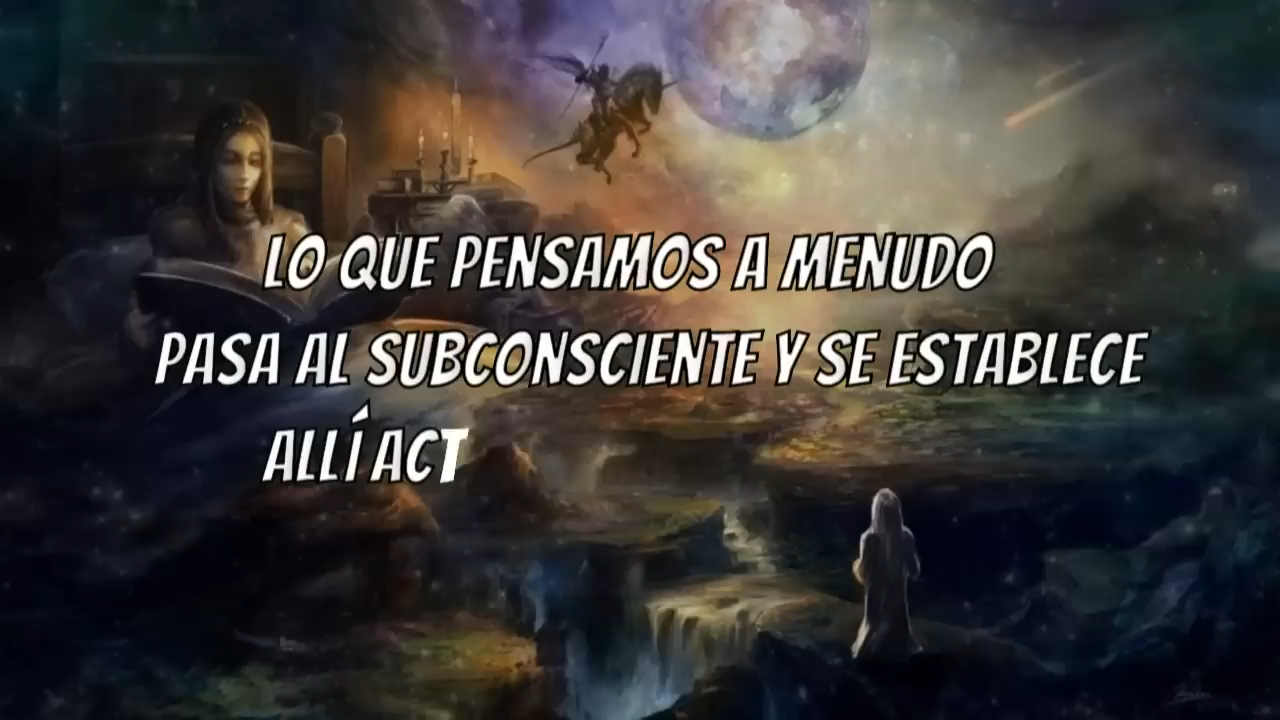 LO QUE PENSAMOS A MENUDO
PASA AL SUBCONSCIENTE Y SE ESTABLECE
ALLÍ ACT